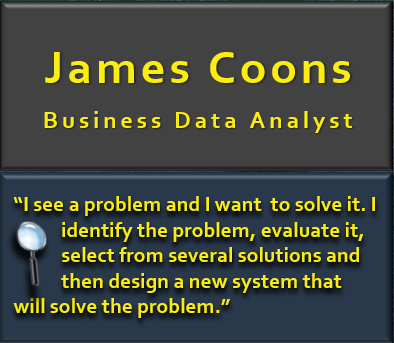 James Coons
Business Data Analyst
“I see a problem and I want to solve it. I
identify the problem, evaluate it,
select from several solutions and
then design a new system that
will solve the problem.”